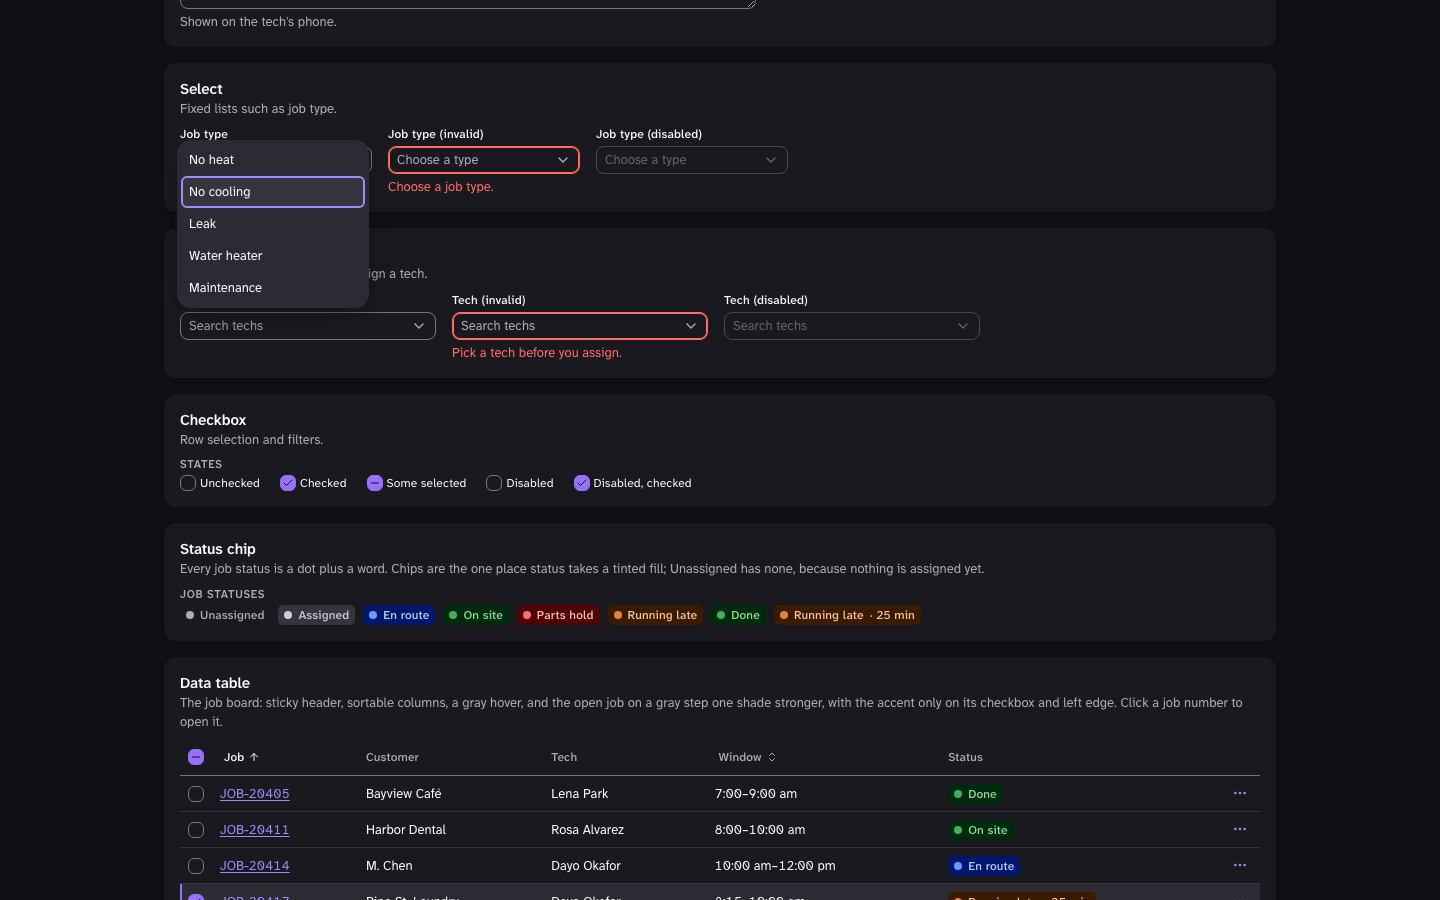 Shown on the tech's phone.
Select
Fixed lists such as job type.
Job type
Job type (invalid)
Job type (disabled)
No heat
Choose a type
Choose a type
No cooling
Choose a job type.
Leak
Water heater
Maintenance
ign a tech.
Tech (invalid)
Tech (disabled)
Search techs
Search techs
Search techs
Pick a tech before you assign.
Checkbox
Row selection and filters.
STATES
Unchecked
Checked
Some selected
Disabled
Disabled, checked
Status chip
Every job status is a dot plus a word. Chips are the one place status takes a tinted fill; Unassigned has none, because nothing is assigned yet.
JOB STATUSES
Unassigned
Assigned
En route
On site
Parts hold
Running late
Done
Running late · 25 min
Data table
The job board: sticky header, sortable columns, a gray hover, and the open job on a gray step one shade stronger, with the accent only on its checkbox and left edge. Click a job number to
open it.
Job Customer Tech Window Status
JOB-20405 Bayview Café Lena Park 7:00–9:00 am Done
JOB-20411 Harbor Dental Rosa Alvarez 8:00–10:00 am On site
JOB-20414 M. Chen Dayo Okafor 10:00 am–12:00 pm En route